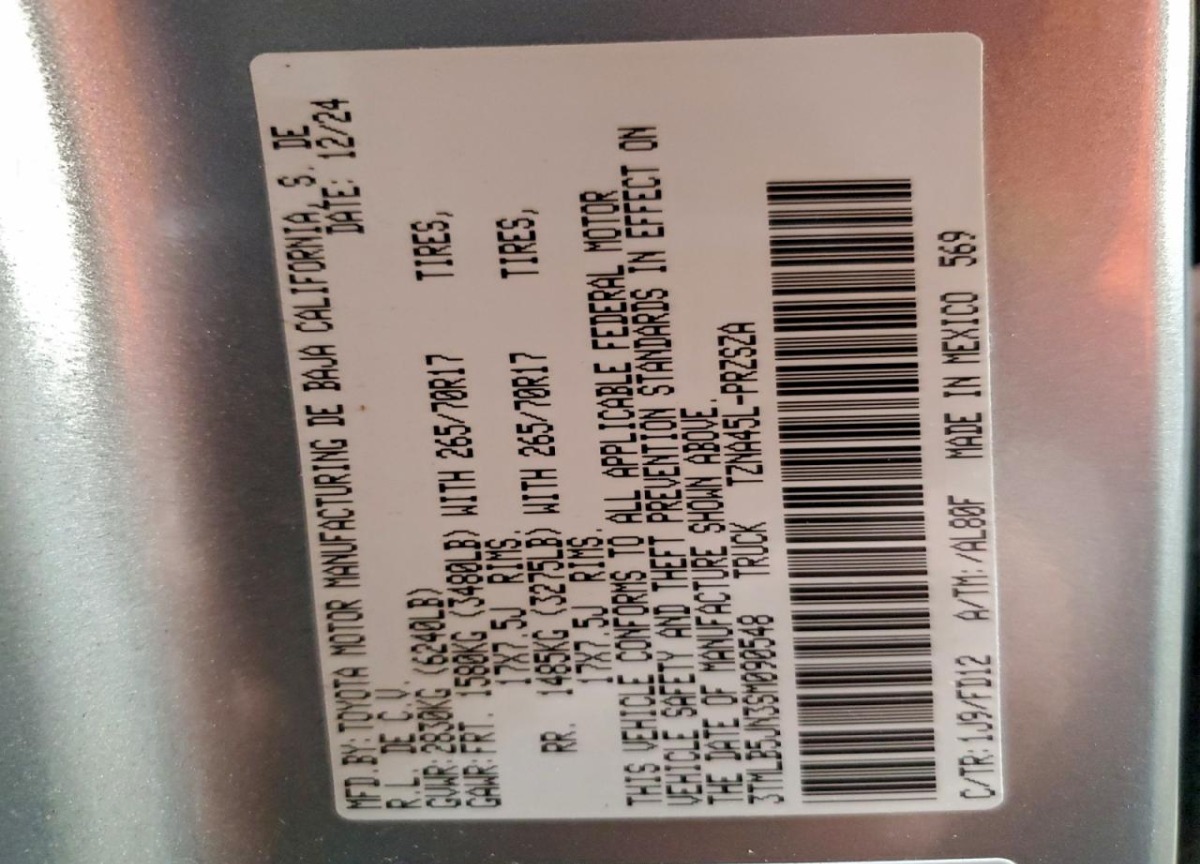 MFD.BY:TOYOTA MOTOR MANUFACTURING DE BAJA CALIFORNIA, S. DE
R.L. DE C.V. DATE: 12/24
GVWR:2830KG (6240LB)
GAWR:FRT. 1580KG (3480LB) WITH 265/70R17 TIRES,
17X7.5J RIMS.
RR. 1485KG (3275LB) WITH 265/70R17 TIRES,
17X7.5J RIMS.
THIS VEHICLE CONFORMS TO ALL APPLICABLE FEDERAL MOTOR
VEHICLE SAFETY AND THEFT PREVENTION STANDARDS IN EFFECT ON
THE DATE OF MANUFACTURE SHOWN ABOVE.
3TMLB5JN3SM090548 TRUCK TZNA45L-PRZSZA
C/TR:1J9/FD12 A/TM:/AL80F MADE IN MEXICO 569